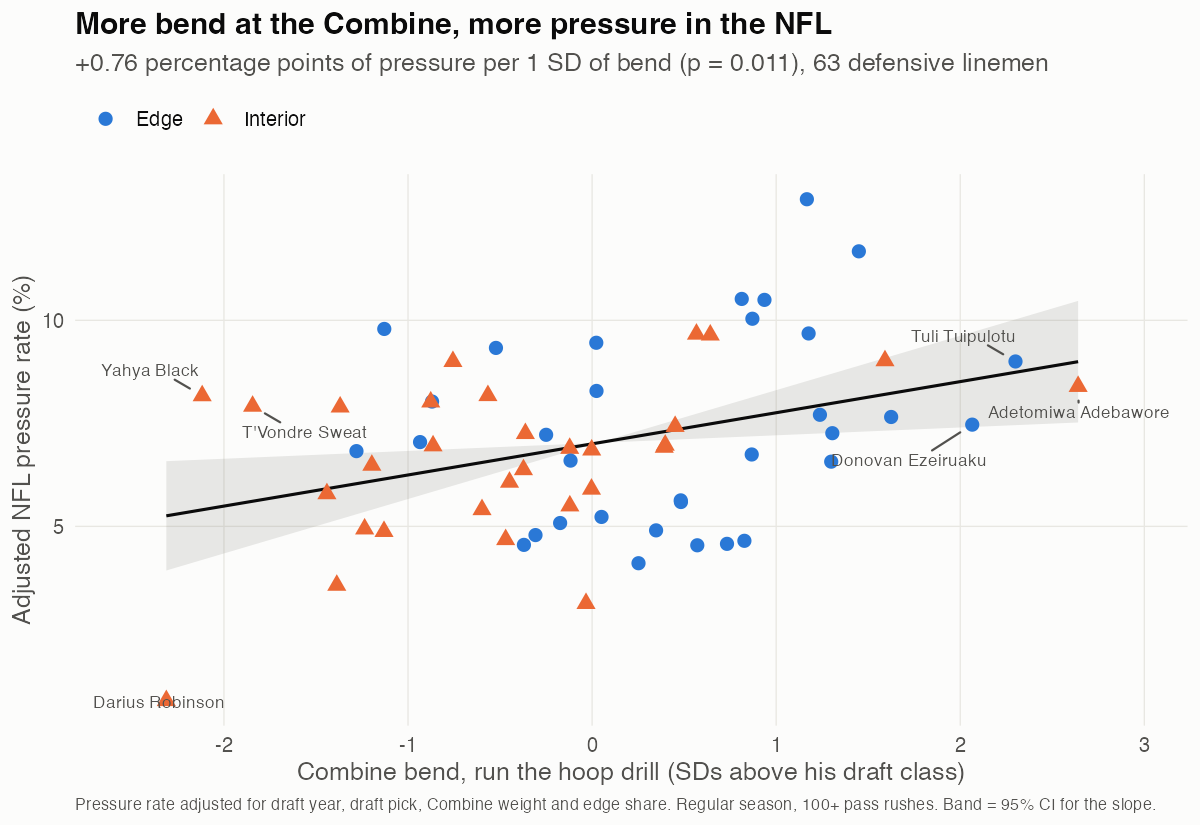 More bend at the Combine, more pressure in the NFL
+0.76 percentage points of pressure per 1 SD of bend (p = 0.011), 63 defensive linemen
Edge Interior
Adjusted NFL pressure rate (%)
10
5
Tuli Tuipulotu
Yahya Black
Adetomiwa Adebawore
T'Vondre Sweat
Donovan Ezeiruaku
Darius Robinson
-2 -1 0 1 2 3
Combine bend, run the hoop drill (SDs above his draft class)
Pressure rate adjusted for draft year, draft pick, Combine weight and edge share. Regular season, 100+ pass rushes. Band = 95% CI for the slope.